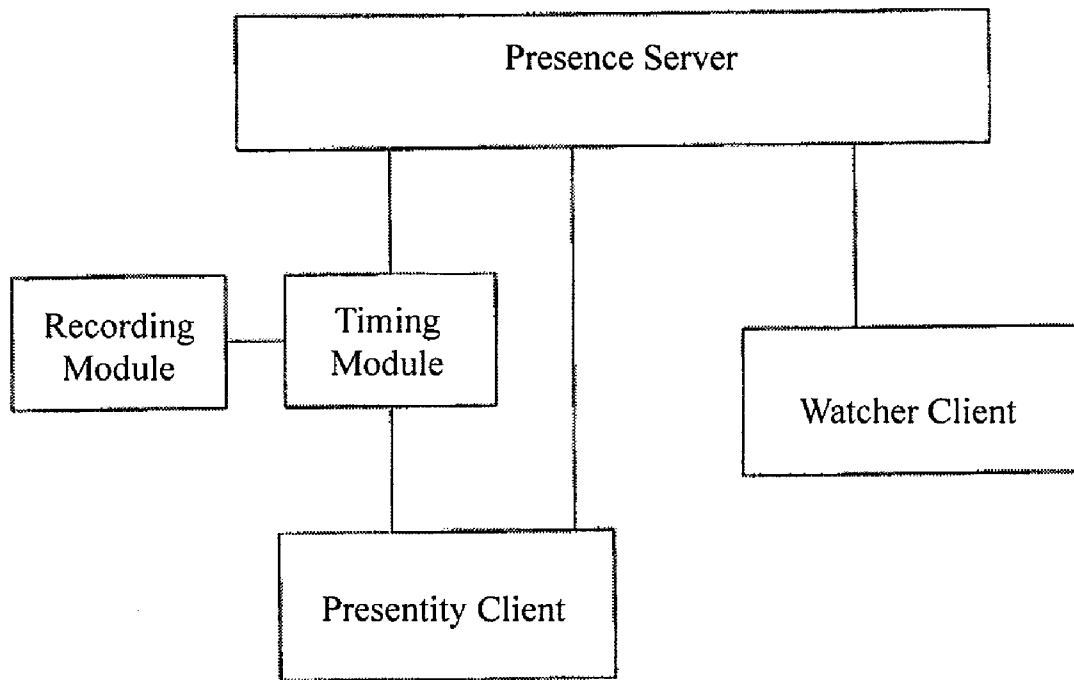 Presence Server
Recording
Module
Timing
Module
Watcher Client
Presentity Client